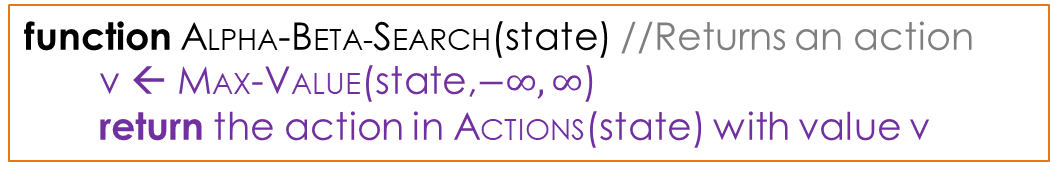 function ALPHA-BETA-SEARCH(state) //Returns an action
v ← MAX-VALUE(state,−∞, ∞)
return the action in ACTIONS(state) with value v